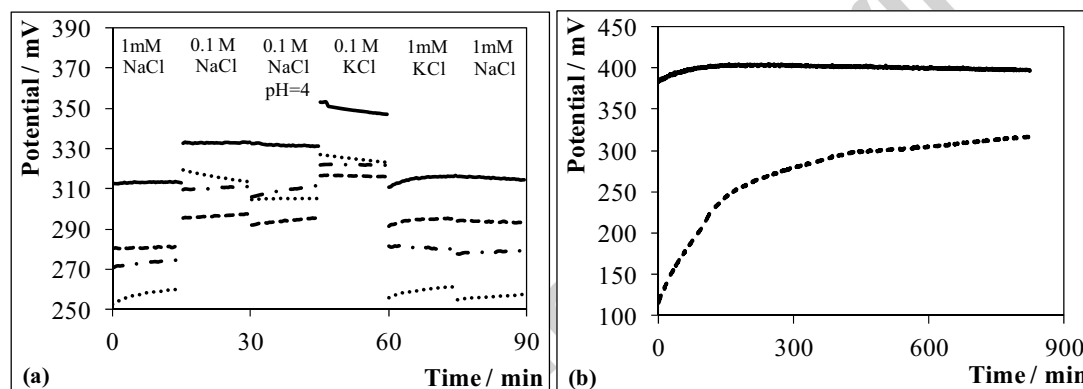 Potential / mV
390
370
350
330
310
290
270
250
1mM NaCl
0.1 M NaCl
0.1 M NaCl pH=4
0.1 M KCl
1mM KCl
1mM NaCl
0
30
60
90
(a)
Time / min
Potential / mV
450
400
350
300
250
200
150
100
0
300
600
900
(b)
Time / min